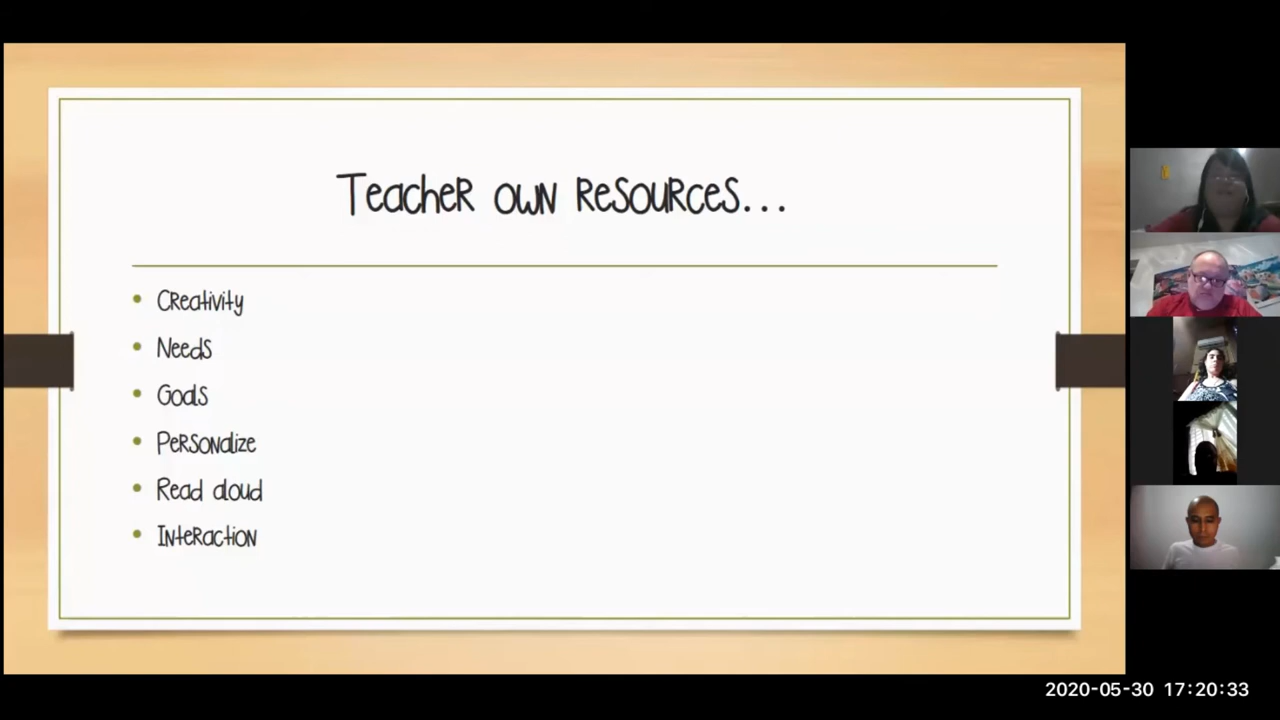 Teacher own resources...
Creativity
Needs
Goals
Personalize
Read aloud
Interaction
2020-05-30 17:20:33